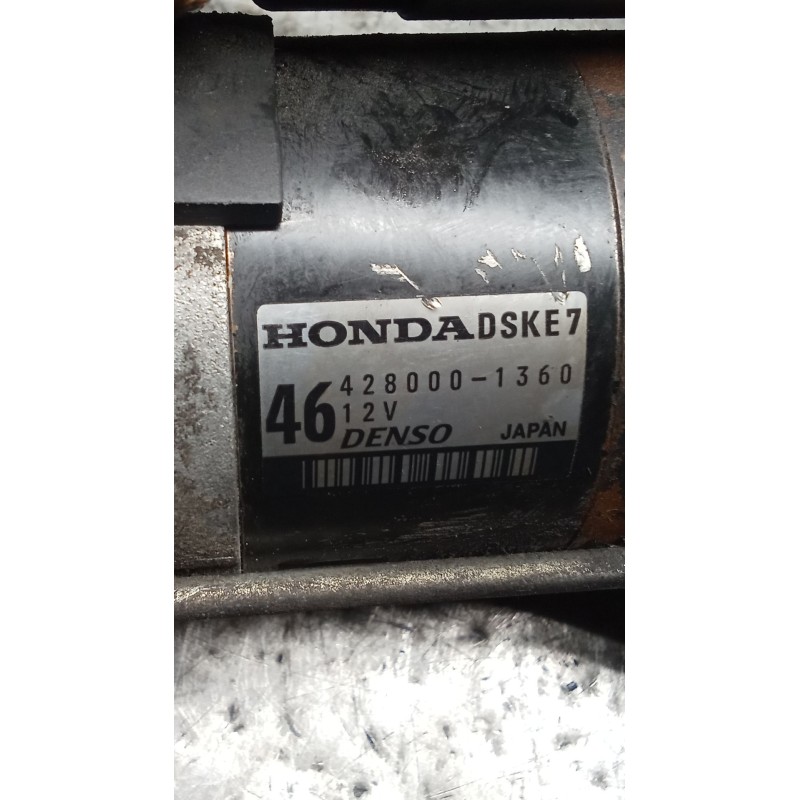 HONDA DSKE7
46 428000-1360
12V
DENSO JAPAN